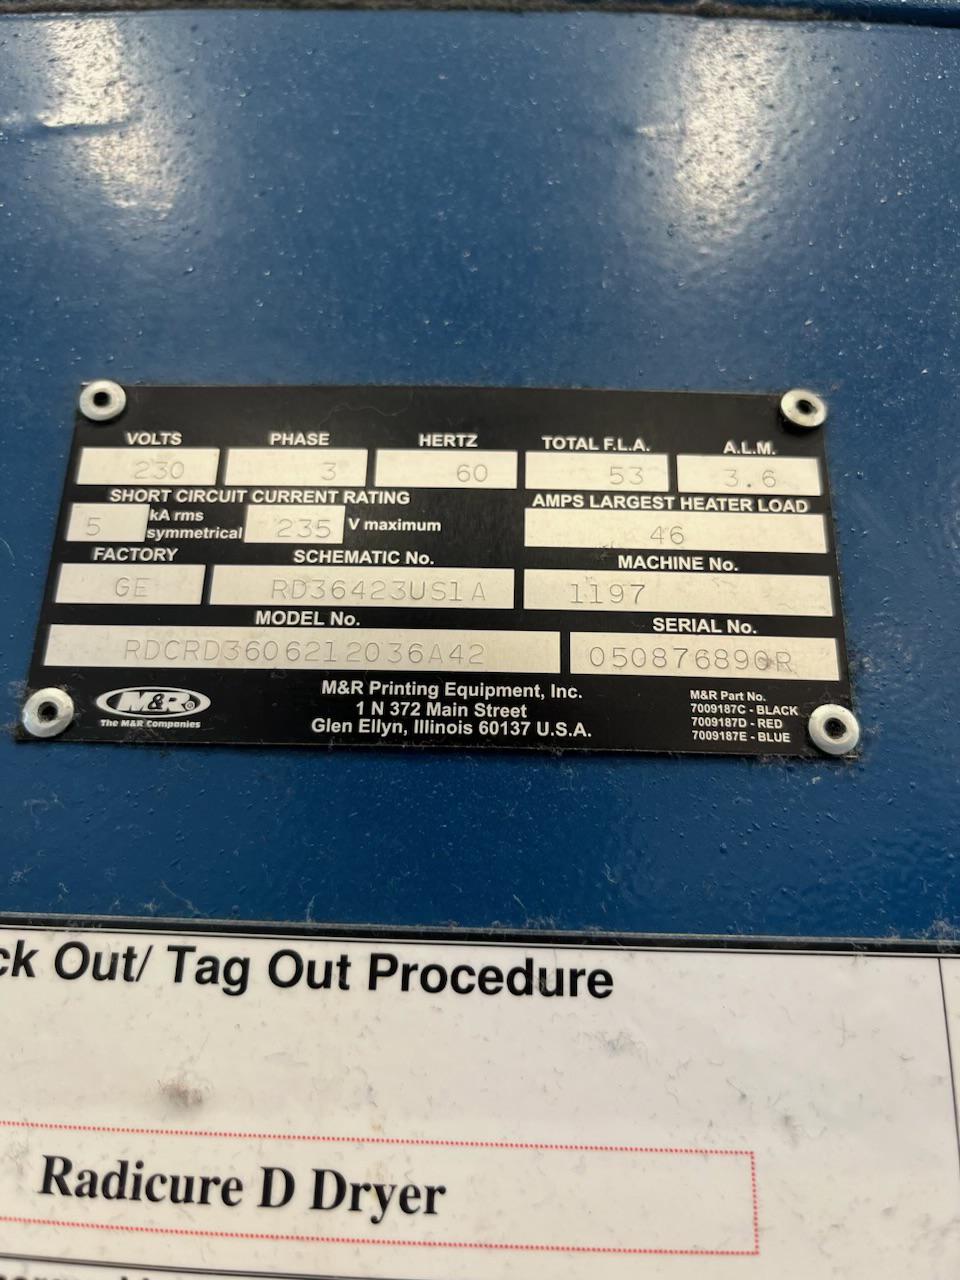 VOLTS PHASE HERTZ TOTAL F.L.A. A.L.M.
230 3 60 53 3.6
SHORT CIRCUIT CURRENT RATING AMPS LARGEST HEATER LOAD
5 kA rms symmetrical 235 V maximum 46
FACTORY SCHEMATIC No. MACHINE No.
GE RD36423US1A 1197
MODEL No. SERIAL No.
RDCRD3606212036A42 050876890R
M&R®
The M&R Companies
M&R Printing Equipment, Inc.
1 N 372 Main Street
Glen Ellyn, Illinois 60137 U.S.A.
M&R Part No.
7009187C - BLACK
7009187D - RED
7009187E - BLUE
ck Out/ Tag Out Procedure
Radicure D Dryer